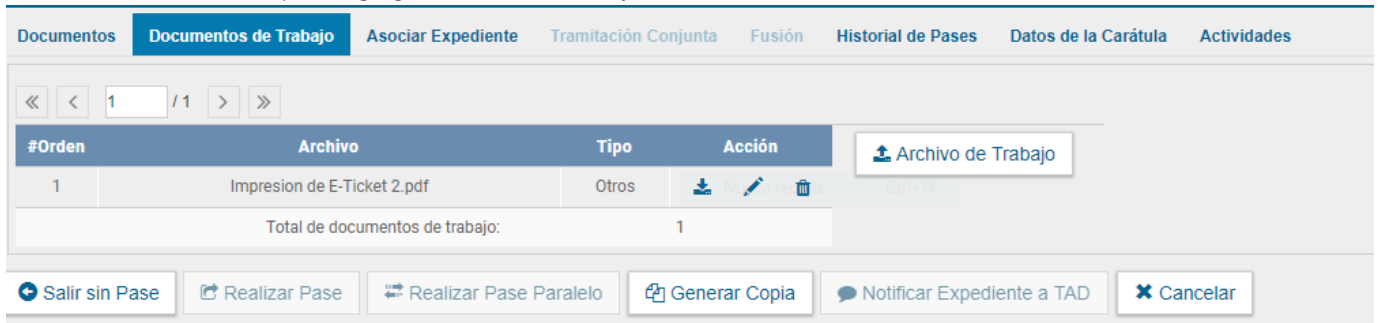 Documentos Documentos de Trabajo Asociar Expediente Tramitación Conjunta Fusión Historial de Pases Datos de la Carátula Actividades
1 / 1
#Orden Archivo Tipo Acción
Archivo de Trabajo
1 Impresion de E-Ticket 2.pdf Otros
Ctrl+N
Total de documentos de trabajo: 1
Salir sin Pase Realizar Pase Realizar Pase Paralelo Generar Copia Notificar Expediente a TAD Cancelar